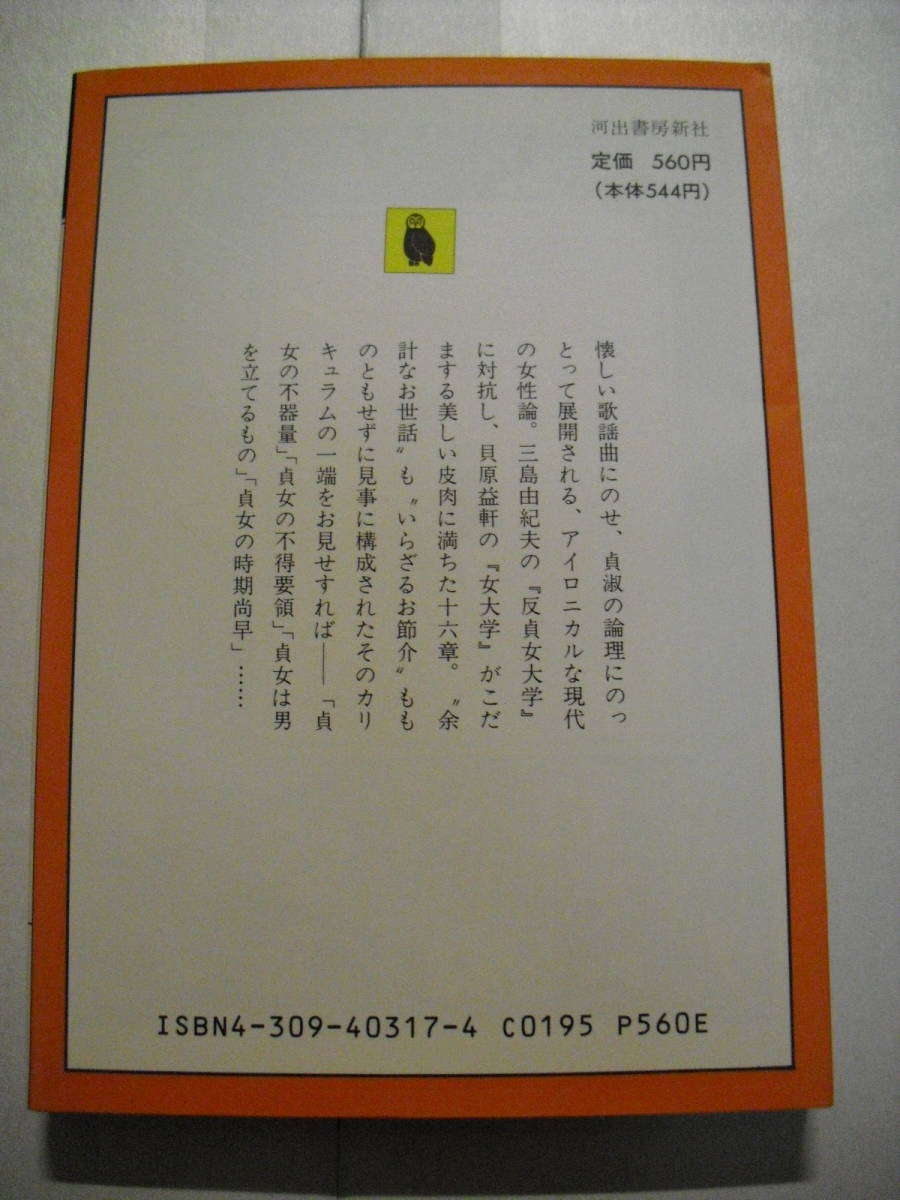 河出書房新社
定価 560円
（本体544円）
懐しい歌謡曲にのせ、貞淑の論理にのっ
とって展開される、アイロニカルな現代
の女性論。三島由紀夫の『反貞女大学』
に対抗し、貝原益軒の『女大学』がこだ
まする美しい皮肉に満ちた十六章。〝余
計なお世話〟も〝いらざるお節介〟ももも
のともせずに見事に構成されたそのカリ
キュラムの一端をお見せすれば――「貞
女の不器量」「貞女の不得要領」「貞女は男
を立てるもの」「貞女の時期尚早」……
ISBN4-309-40317-4 C0195 P560E